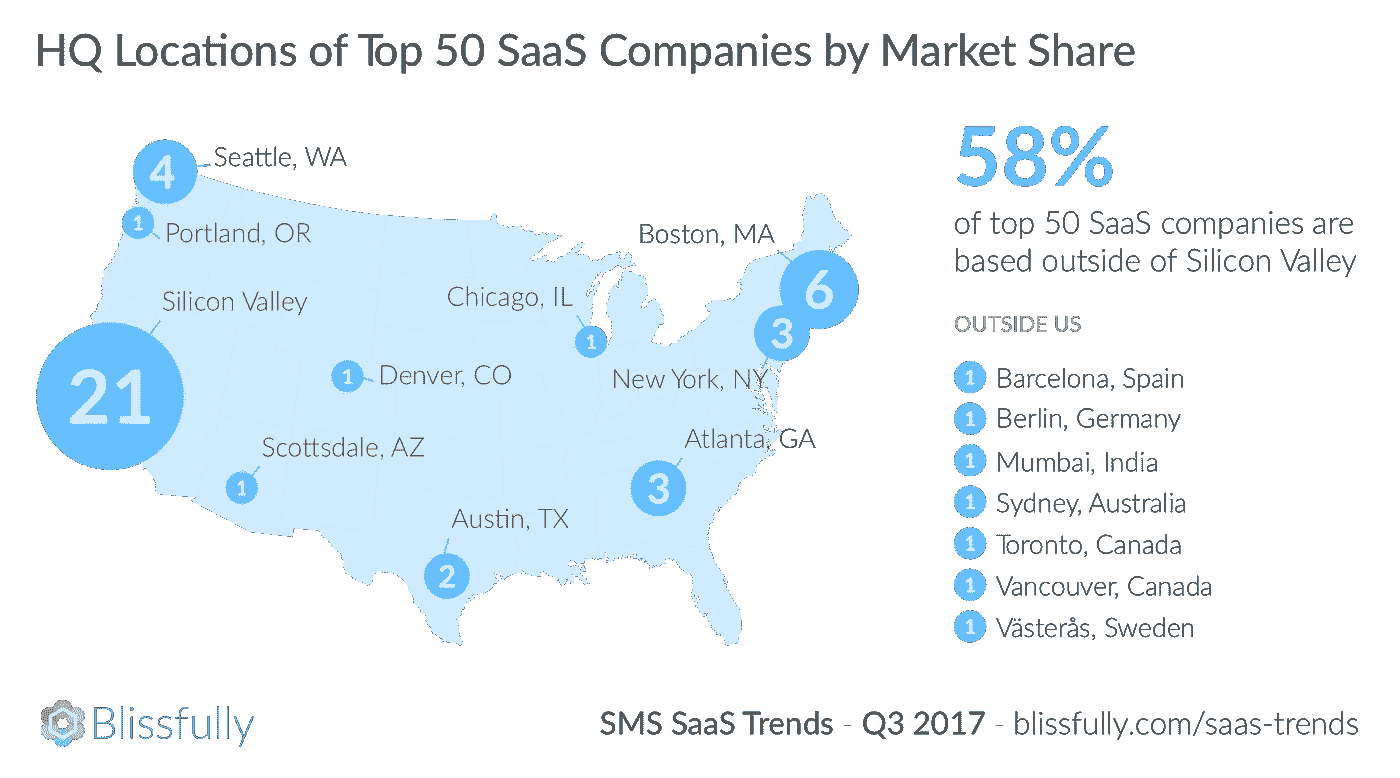 HQ Locations of Top 50 SaaS Companies by Market Share
4 Seattle, WA
1 Portland, OR
Silicon Valley
21
1 Denver, CO
Scottsdale, AZ
1
Austin, TX
2
Chicago, IL
1
Boston, MA
6
3
New York, NY
Atlanta, GA
3
58%
of top 50 SaaS companies are
based outside of Silicon Valley
OUTSIDE US
1 Barcelona, Spain
1 Berlin, Germany
1 Mumbai, India
1 Sydney, Australia
1 Toronto, Canada
1 Vancouver, Canada
1 Västerås, Sweden
Blissfully
SMS SaaS Trends - Q3 2017 - blissfully.com/saas-trends